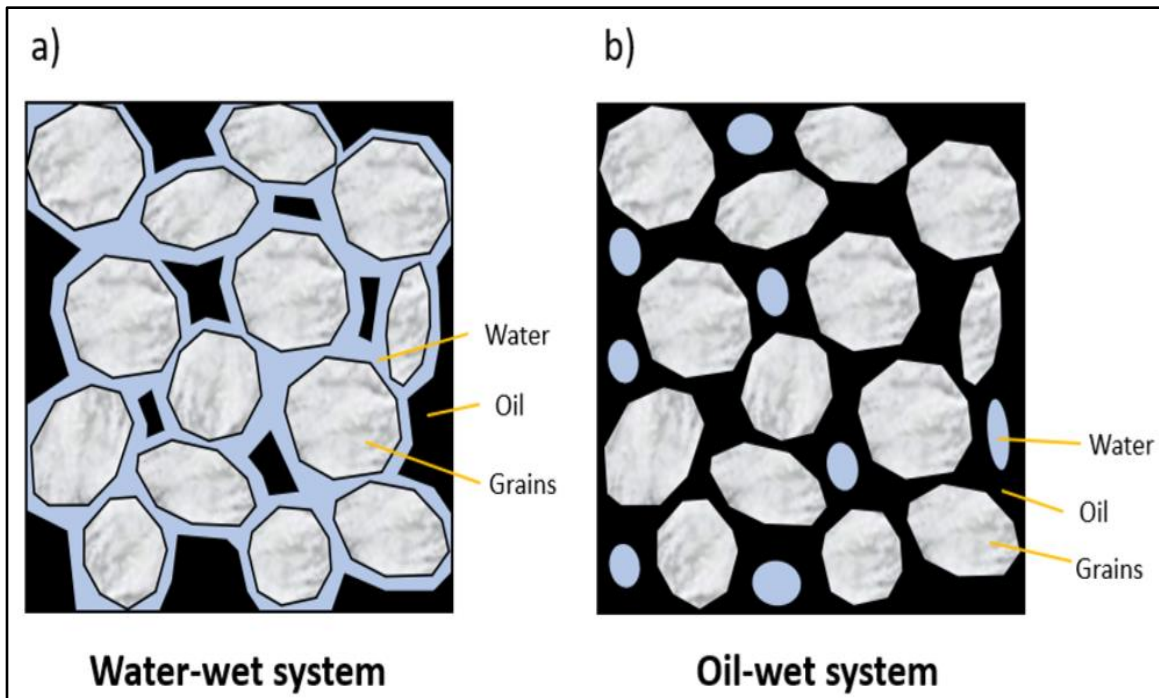 a)
b)
Water
Oil
Grains
Water
Oil
Grains
Water-wet system
Oil-wet system